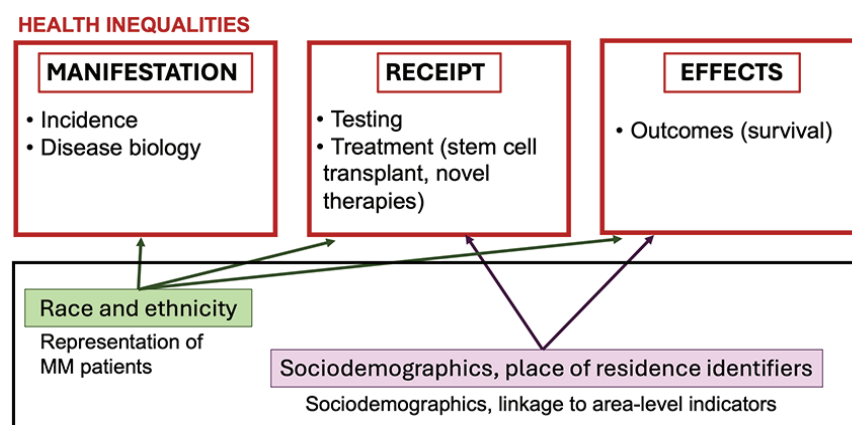 HEALTH INEQUALITIES
MANIFESTATION
• Incidence
• Disease biology
RECEIPT
• Testing
• Treatment (stem cell
transplant, novel
therapies)
EFFECTS
• Outcomes (survival)
Race and ethnicity
Representation of
MM patients
Sociodemographics, place of residence identifiers
Sociodemographics, linkage to area-level indicators